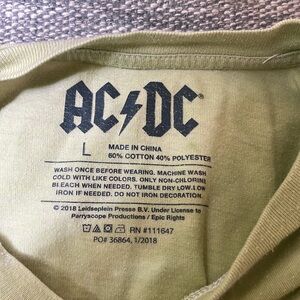 AC⚡DC®
L
MADE IN CHINA
60% COTTON 40% POLYESTER
WASH ONCE BEFORE WEARING. MACHINE WASH
COLD WITH LIKE COLORS. ONLY NON-CHLORINE
BLEACH WHEN NEEDED. TUMBLE DRY LOW. LOW
IRON IF NEEDED. DO NOT IRON DECORATION.
© 2018 Leidseplein Presse B.V. Under License to
Perryscope Productions / Epic Rights
RN #111647
PO# 36864, 1/2018